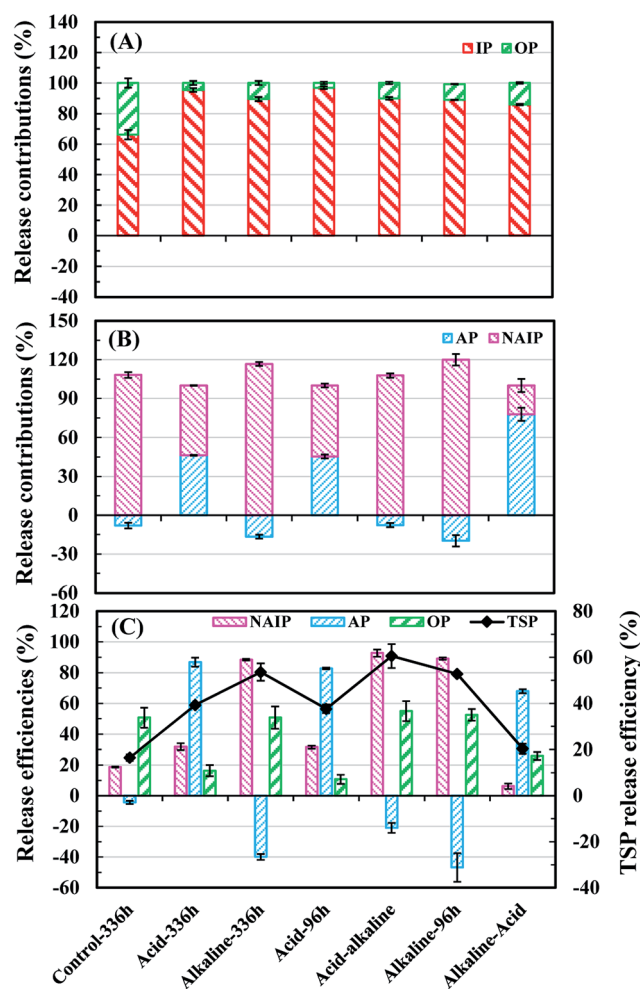 (A)
IP OP
Release contributions (%)
140
120
100
80
60
40
20
0
-20
-40
(B)
AP NAIP
Release contributions (%)
150
120
90
60
30
0
-30
-60
(C)
NAIP AP OP TSP
Release efficiencies (%)
120
100
80
60
40
20
0
-20
-40
-60
TSP release efficiency (%)
80
60
40
20
0
-20
-40
Control-336h
Acid-336h
Alkaline-336h
Acid-96h
Acid-alkaline
Alkaline-96h
Alkaline-Acid